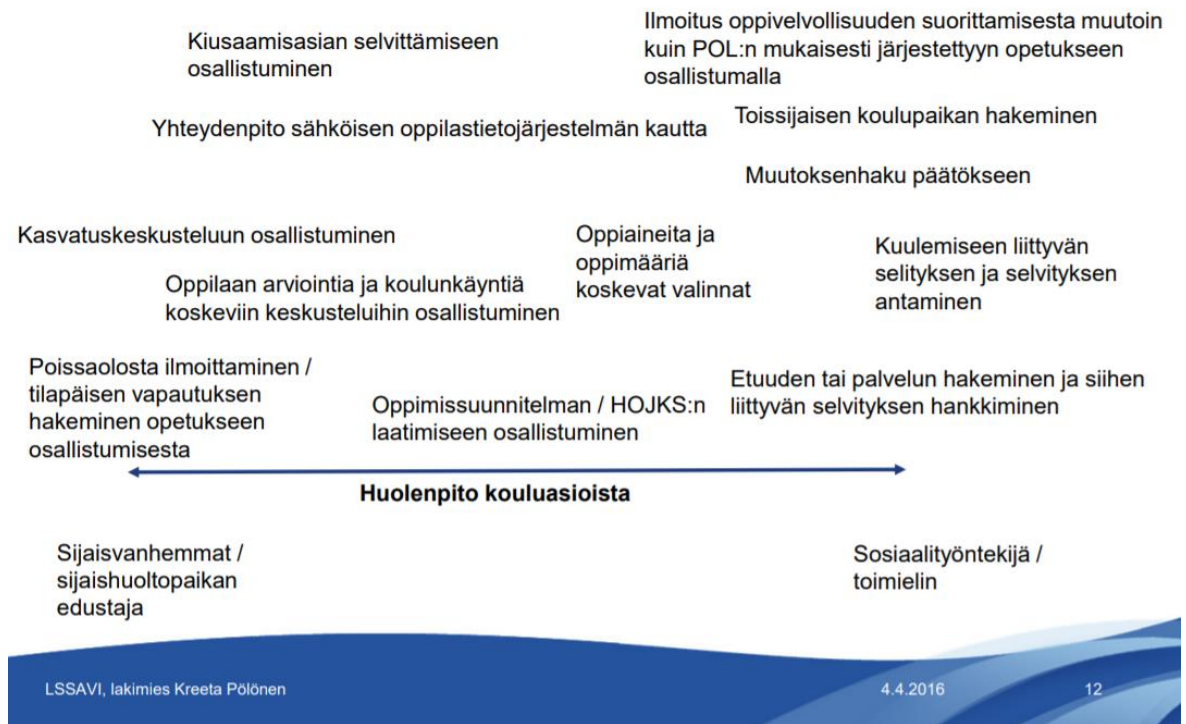 Kiusaamisasian selvittämiseen
osallistuminen
Ilmoitus oppivelvollisuuden suorittamisesta muutoin
kuin POL:n mukaisesti järjestettyyn opetukseen
osallistumalla
Yhteydenpito sähköisen oppilastietojärjestelmän kautta
Toissijaisen koulupaikan hakeminen
Muutoksenhaku päätökseen
Kasvatuskeskusteluun osallistuminen
Oppiaineita ja
oppimääriä
koskevat valinnat
Kuulemiseen liittyvän
selityksen ja selvityksen
antaminen
Oppilaan arviointia ja koulunkäyntiä
koskeviin keskusteluihin osallistuminen
Poissaolosta ilmoittaminen /
tilapäisen vapautuksen
hakeminen opetukseen
osallistumisesta
Oppimissuunnitelman / HOJKS:n
laatimiseen osallistuminen
Etuuden tai palvelun hakeminen ja siihen
liittyvän selvityksen hankkiminen
Huolenpito kouluasioista
Sijaisvanhemmat /
sijaishuoltopaikan
edustaja
Sosiaalityöntekijä /
toimielin
LSSAVI, lakimies Kreeta Pölönen
4.4.2016
12